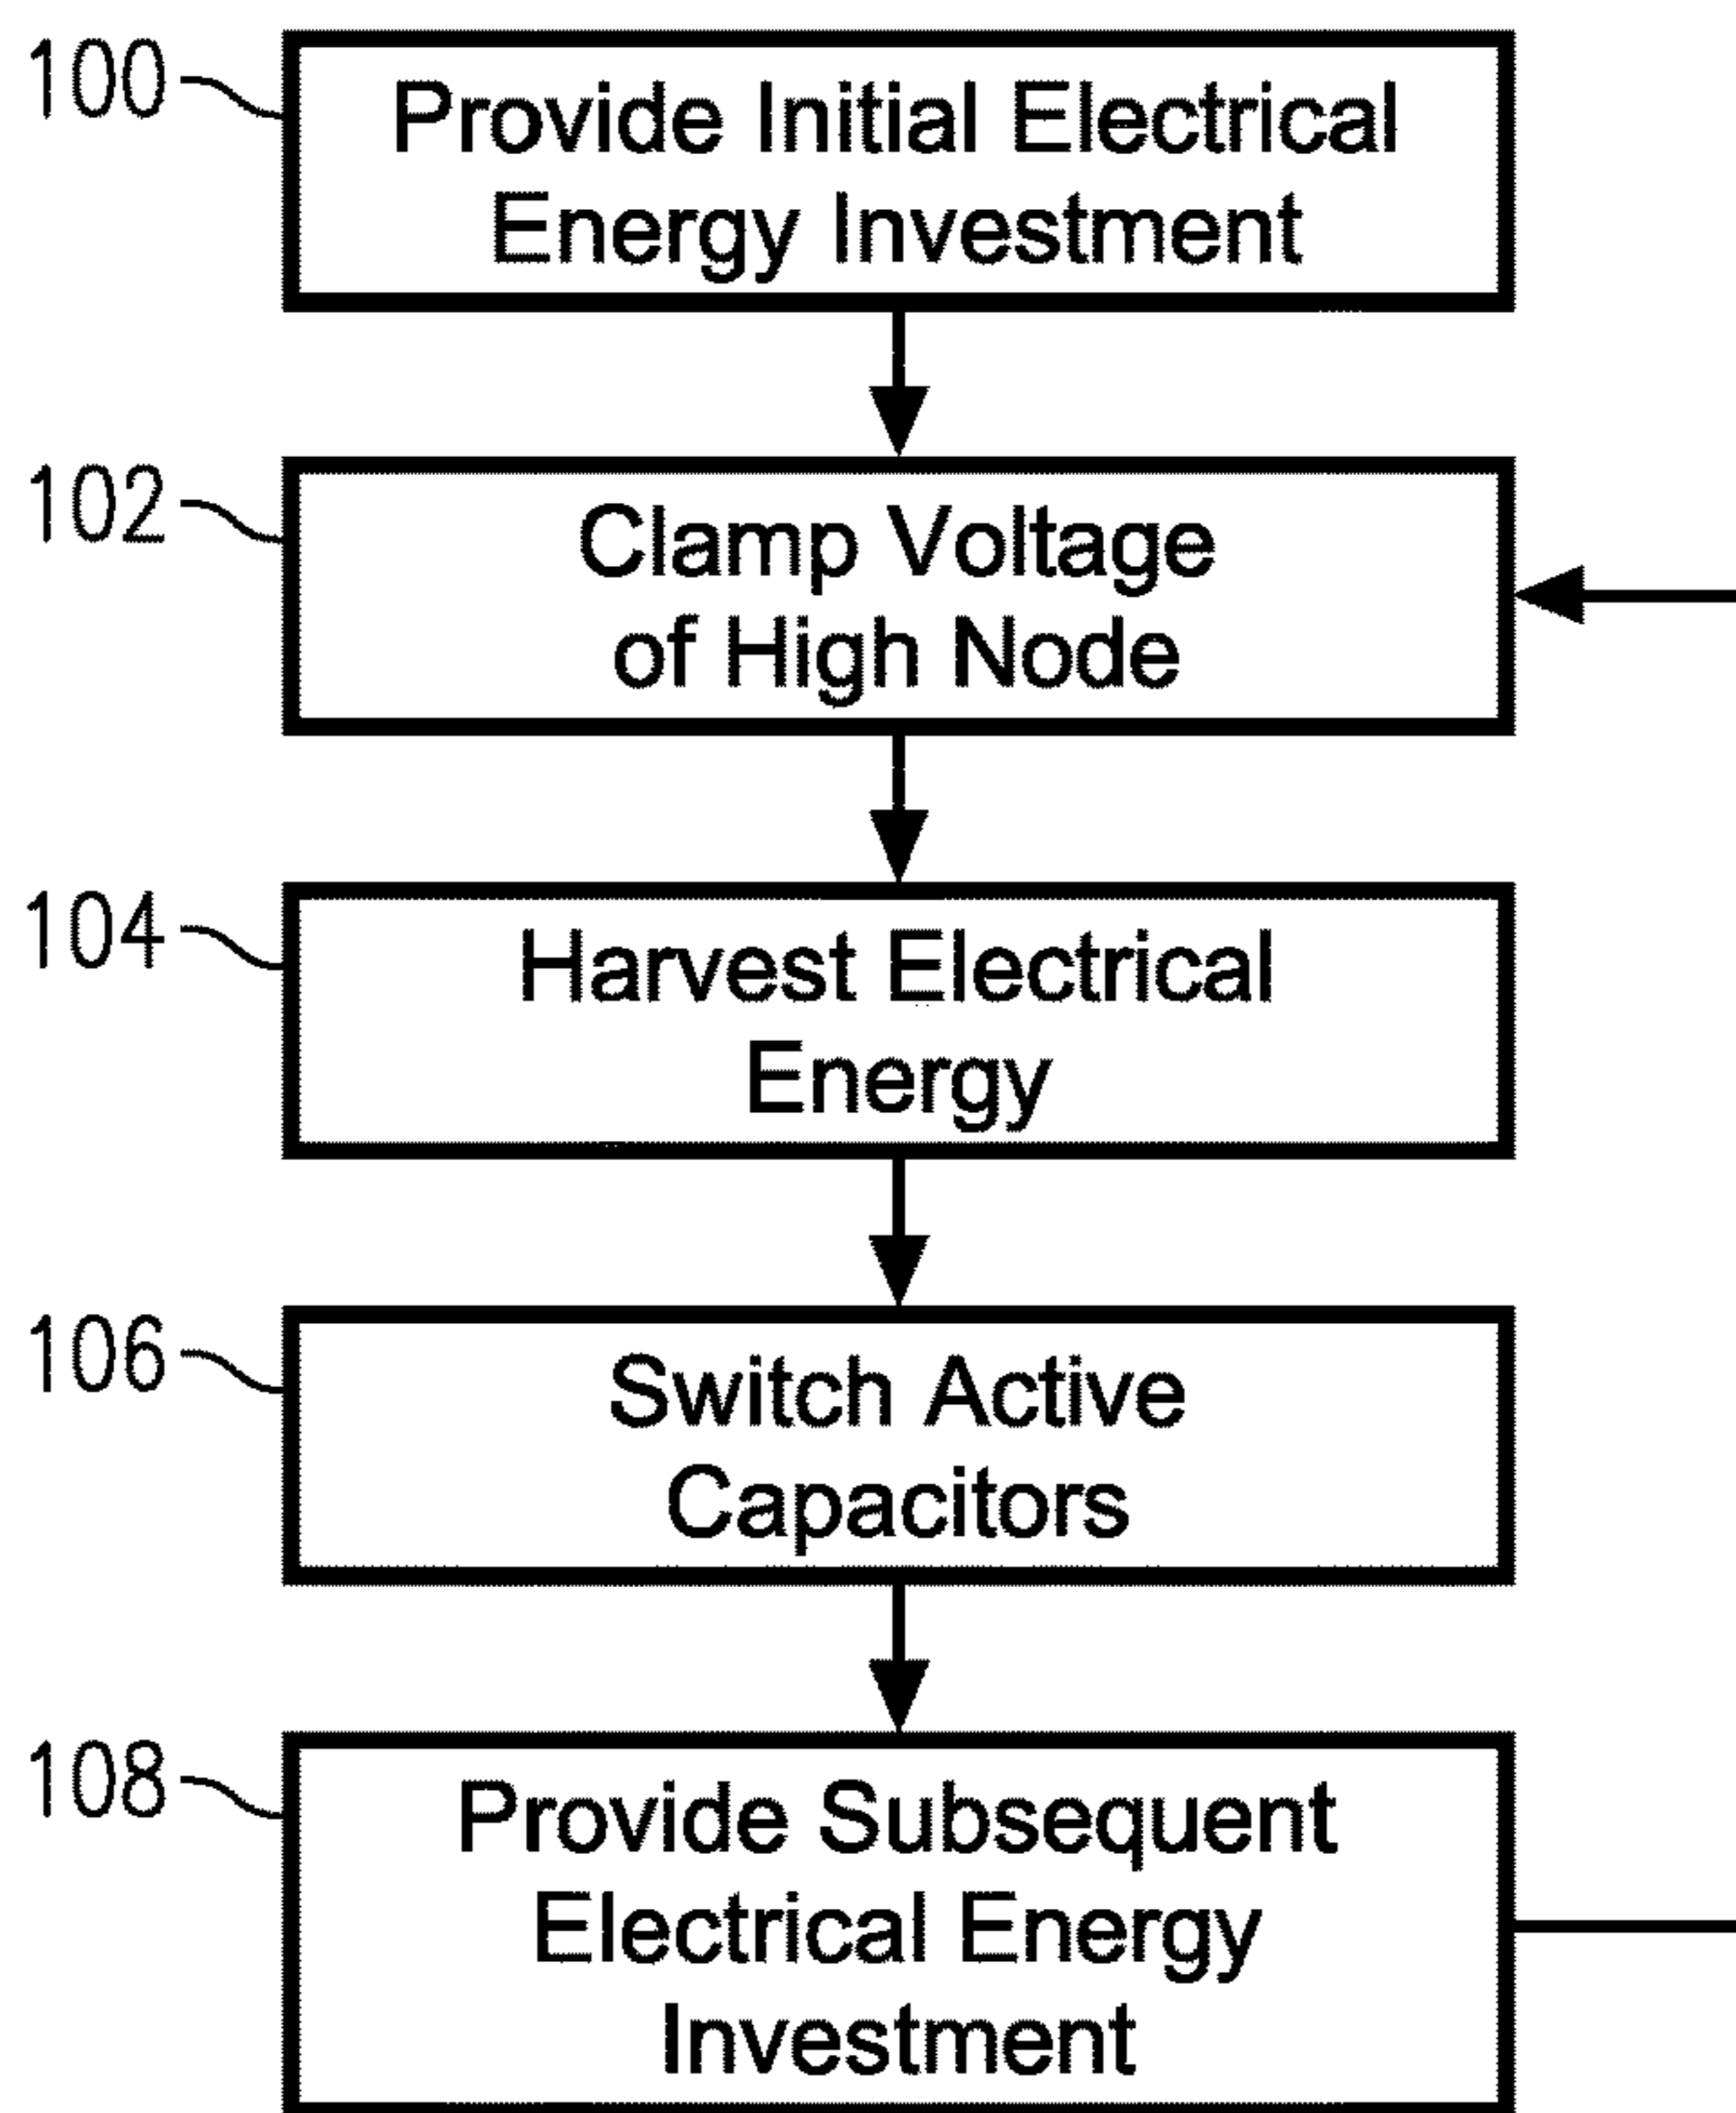 100
Provide Initial Electrical
Energy Investment
102
Clamp Voltage
of High Node
104
Harvest Electrical
Energy
106
Switch Active
Capacitors
108
Provide Subsequent
Electrical Energy
Investment